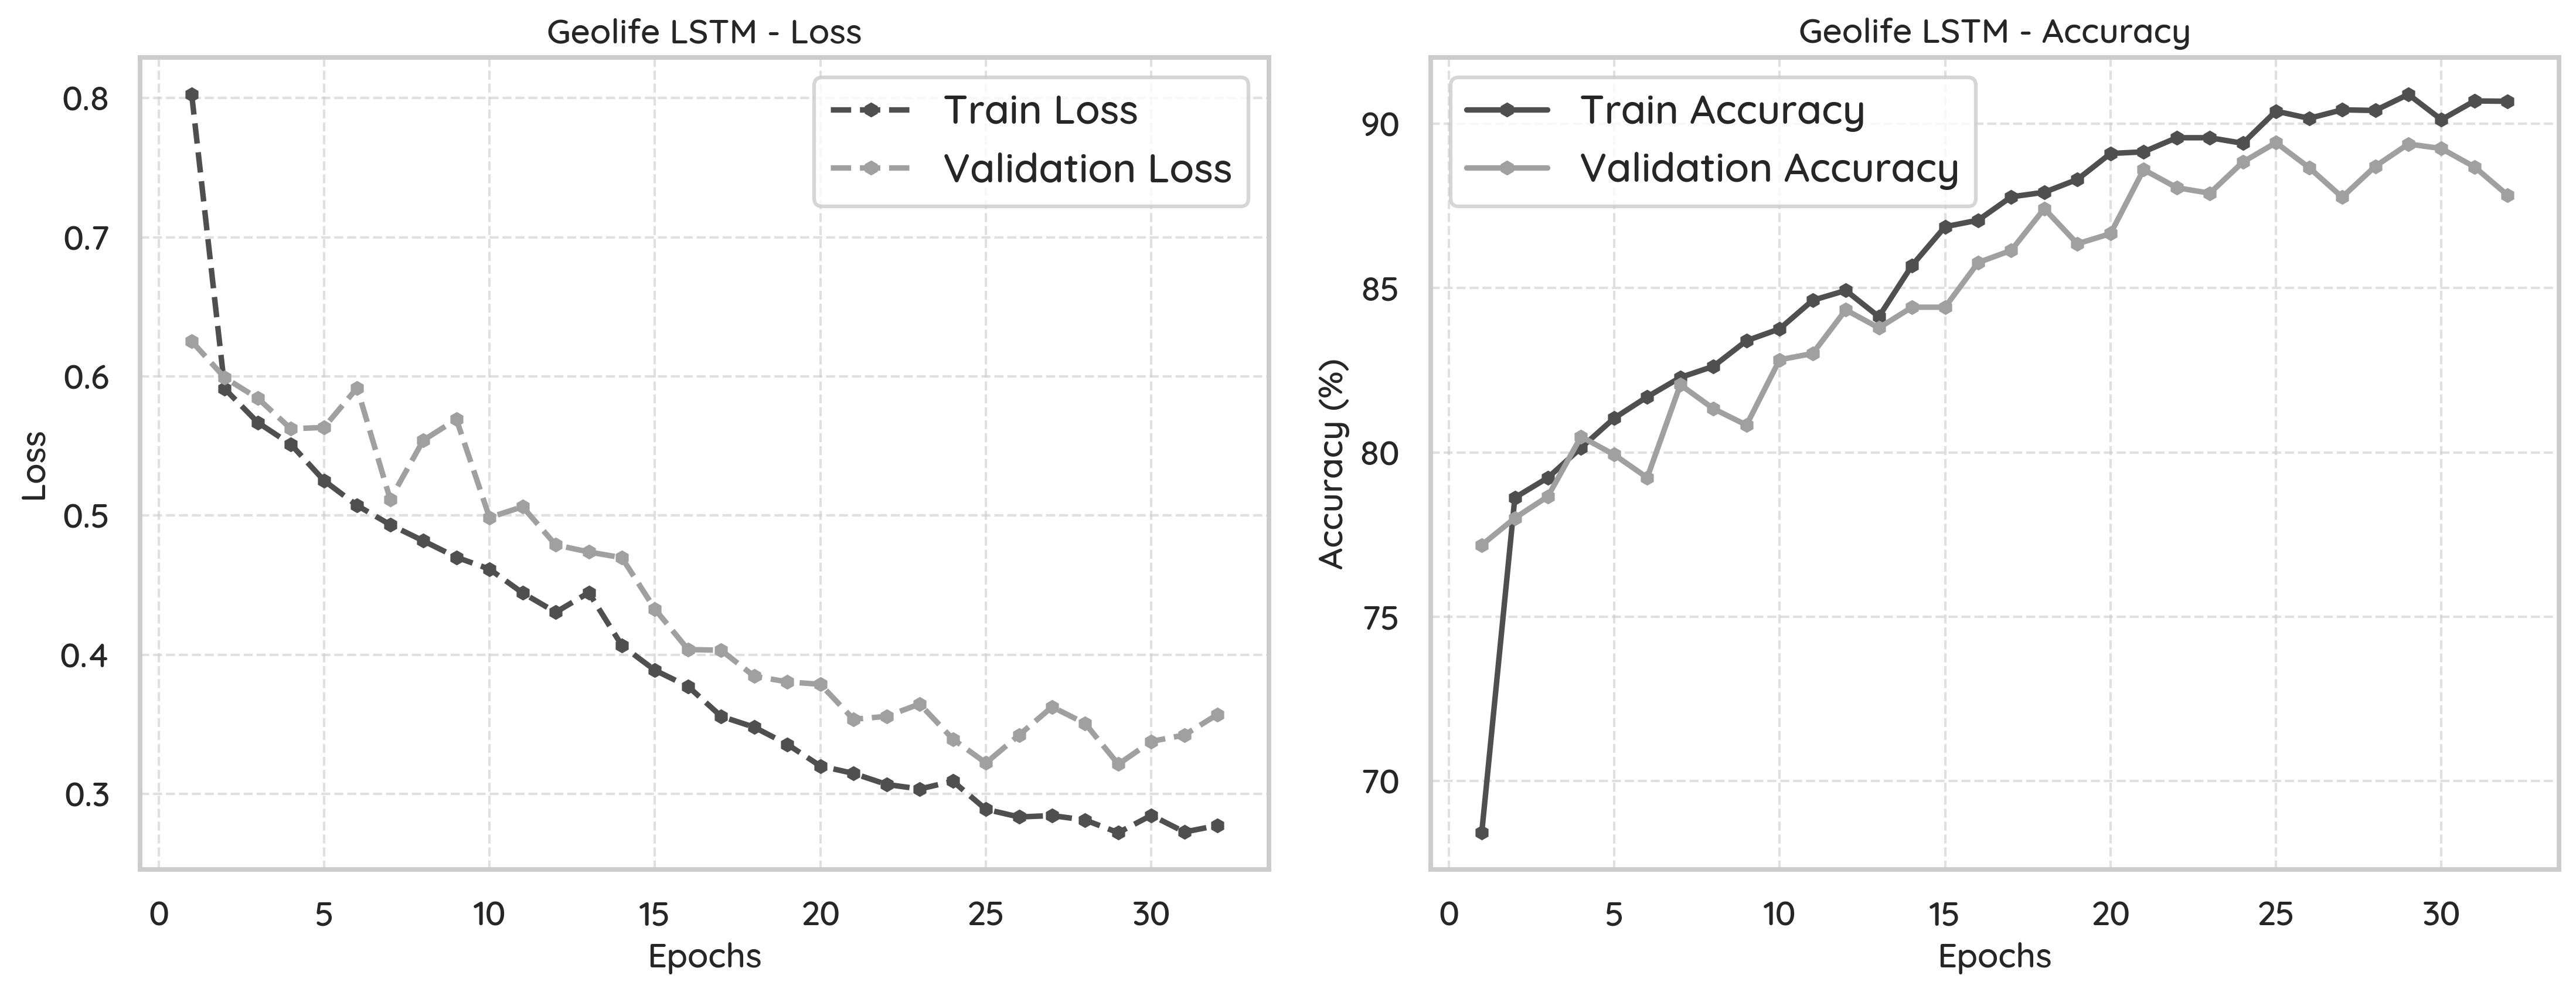 Geolife LSTM - Loss
Train Loss
Validation Loss
0.8
0.7
0.6
0.5
0.4
0.3
Loss
0 5 10 15 20 25 30
Epochs
Geolife LSTM - Accuracy
Train Accuracy
Validation Accuracy
90
85
80
75
70
Accuracy (%)
0 5 10 15 20 25 30
Epochs